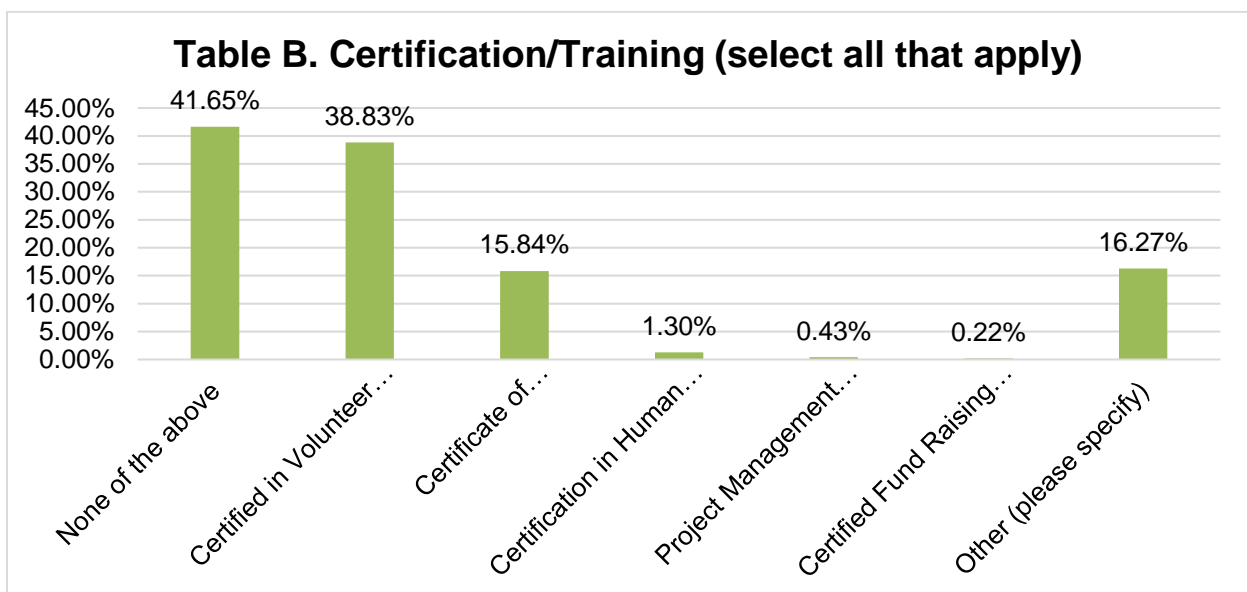 Table B. Certification/Training (select all that apply)
45.00%
40.00%
35.00%
30.00%
25.00%
20.00%
15.00%
10.00%
5.00%
0.00%
41.65%
38.83%
15.84%
1.30%
0.43%
0.22%
16.27%
None of the above
Certified in Volunteer…
Certificate of…
Certification in Human…
Project Management…
Certified Fund Raising…
Other (please specify)